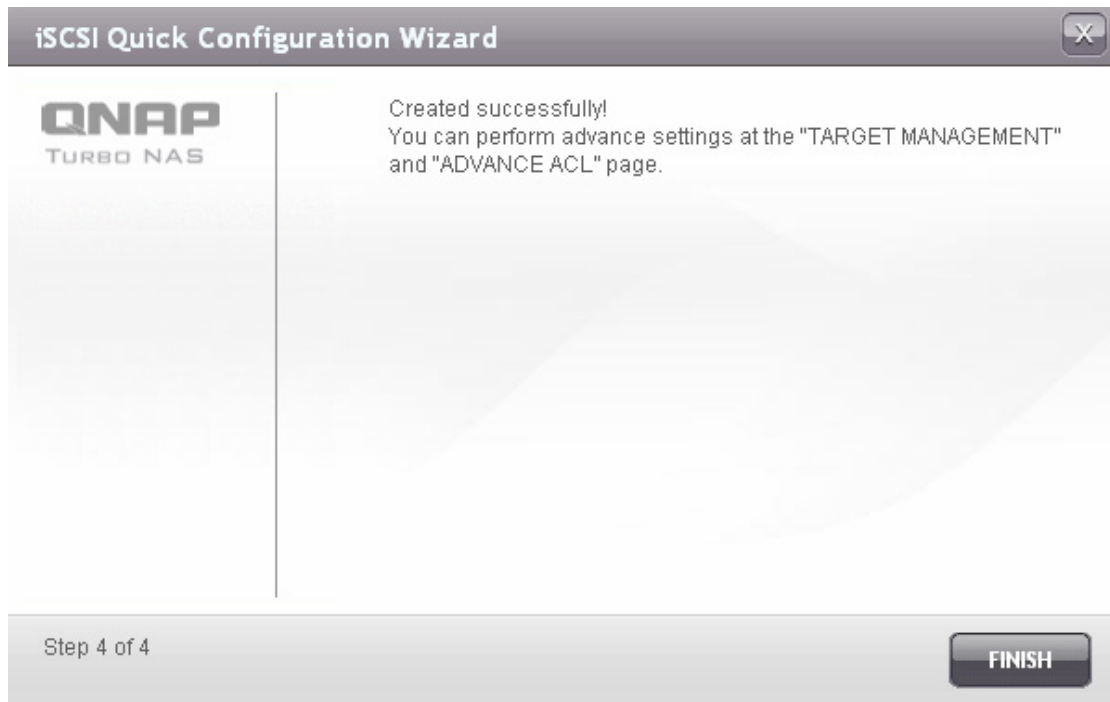 iSCSI Quick Configuration Wizard
X
QNAP
TURBO NAS
Created successfully!
You can perform advance settings at the "TARGET MANAGEMENT"
and "ADVANCE ACL" page.
Step 4 of 4
FINISH